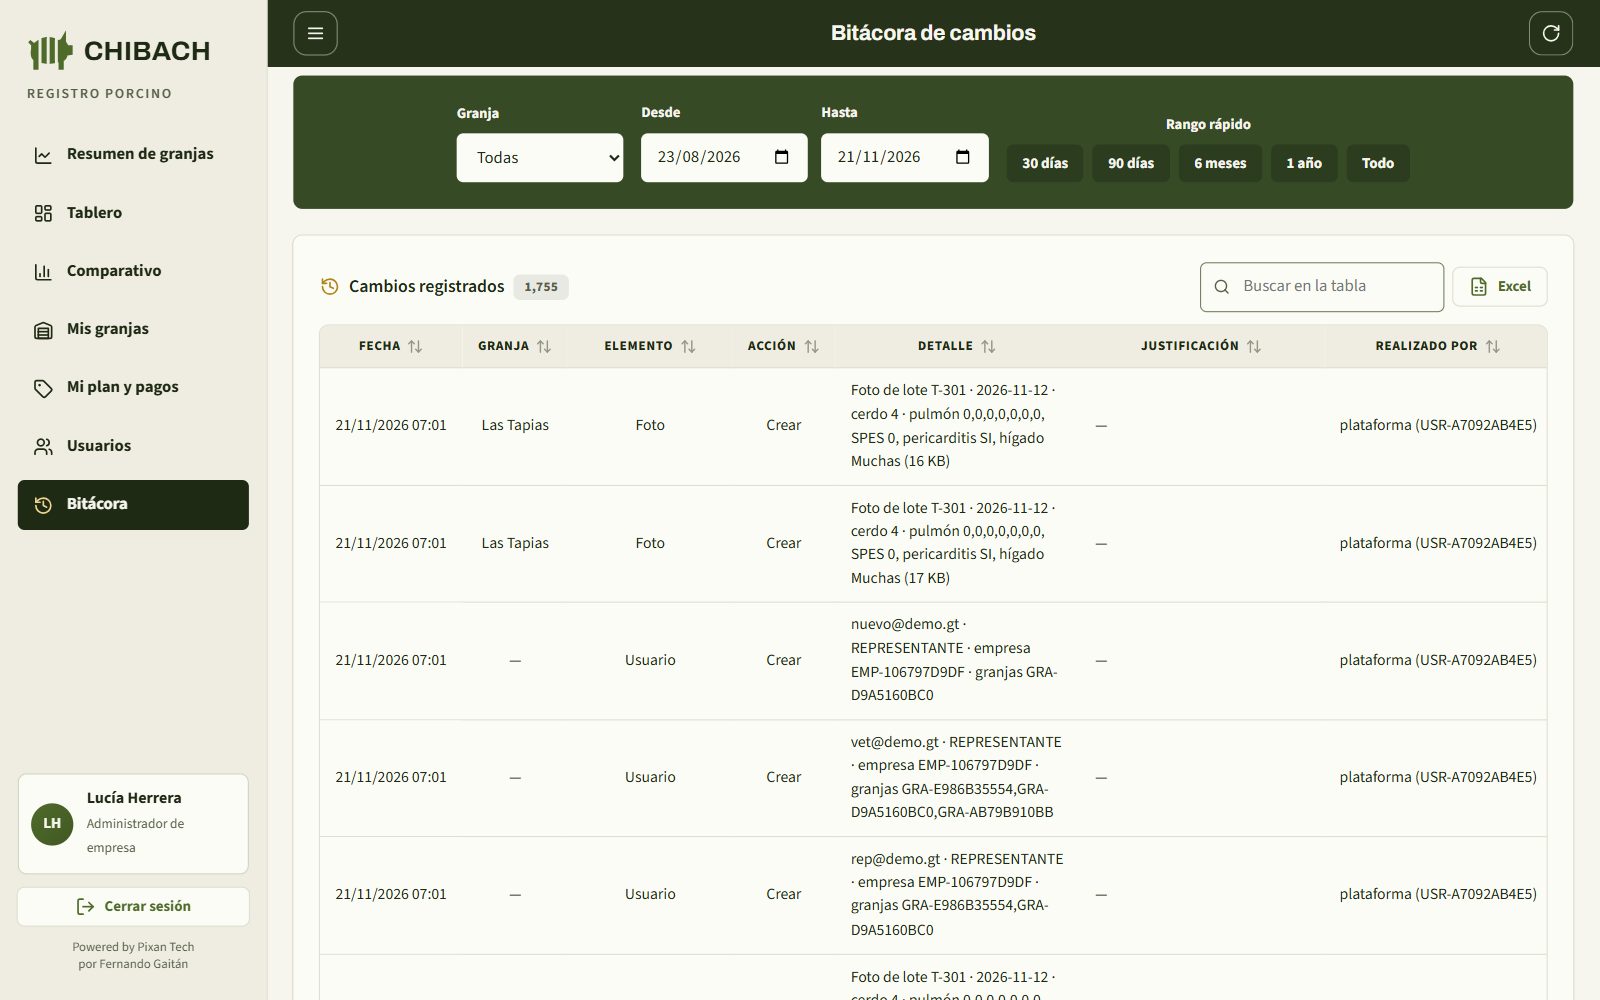 CHIBACH
REGISTRO PORCINO
Resumen de granjas
Tablero
Comparativo
Mis granjas
Mi plan y pagos
Usuarios
Bitácora
LH
Lucía Herrera
Administrador de
empresa
Cerrar sesión
Powered by Pixan Tech
por Fernando Gaitán
Bitácora de cambios
Granja
Todas
Desde
23/08/2026
Hasta
21/11/2026
Rango rápido
30 días
90 días
6 meses
1 año
Todo
Cambios registrados 1,755
Buscar en la tabla
Excel
FECHA GRANJA ELEMENTO ACCIÓN DETALLE JUSTIFICACIÓN REALIZADO POR
21/11/2026 07:01 Las Tapias Foto Crear
Foto de lote T-301 · 2026-11-12 ·
cerdo 4 · pulmón 0,0,0,0,0,0,0,
SPES 0, pericarditis SI, hígado
Muchas (16 KB)
— plataforma (USR-A7092AB4E5)
21/11/2026 07:01 Las Tapias Foto Crear
Foto de lote T-301 · 2026-11-12 ·
cerdo 4 · pulmón 0,0,0,0,0,0,0,
SPES 0, pericarditis SI, hígado
Muchas (17 KB)
— plataforma (USR-A7092AB4E5)
21/11/2026 07:01 — Usuario Crear
nuevo@demo.gt ·
REPRESENTANTE · empresa
EMP-106797D9DF · granjas GRA-
D9A5160BC0
— plataforma (USR-A7092AB4E5)
21/11/2026 07:01 — Usuario Crear
vet@demo.gt · REPRESENTANTE
· empresa EMP-106797D9DF ·
granjas GRA-E986B35554,GRA-
D9A5160BC0,GRA-AB79B910BB
— plataforma (USR-A7092AB4E5)
21/11/2026 07:01 — Usuario Crear
rep@demo.gt · REPRESENTANTE
· empresa EMP-106797D9DF ·
granjas GRA-E986B35554,GRA-
D9A5160BC0
— plataforma (USR-A7092AB4E5)
Foto de lote T-301 · 2026-11-12 ·